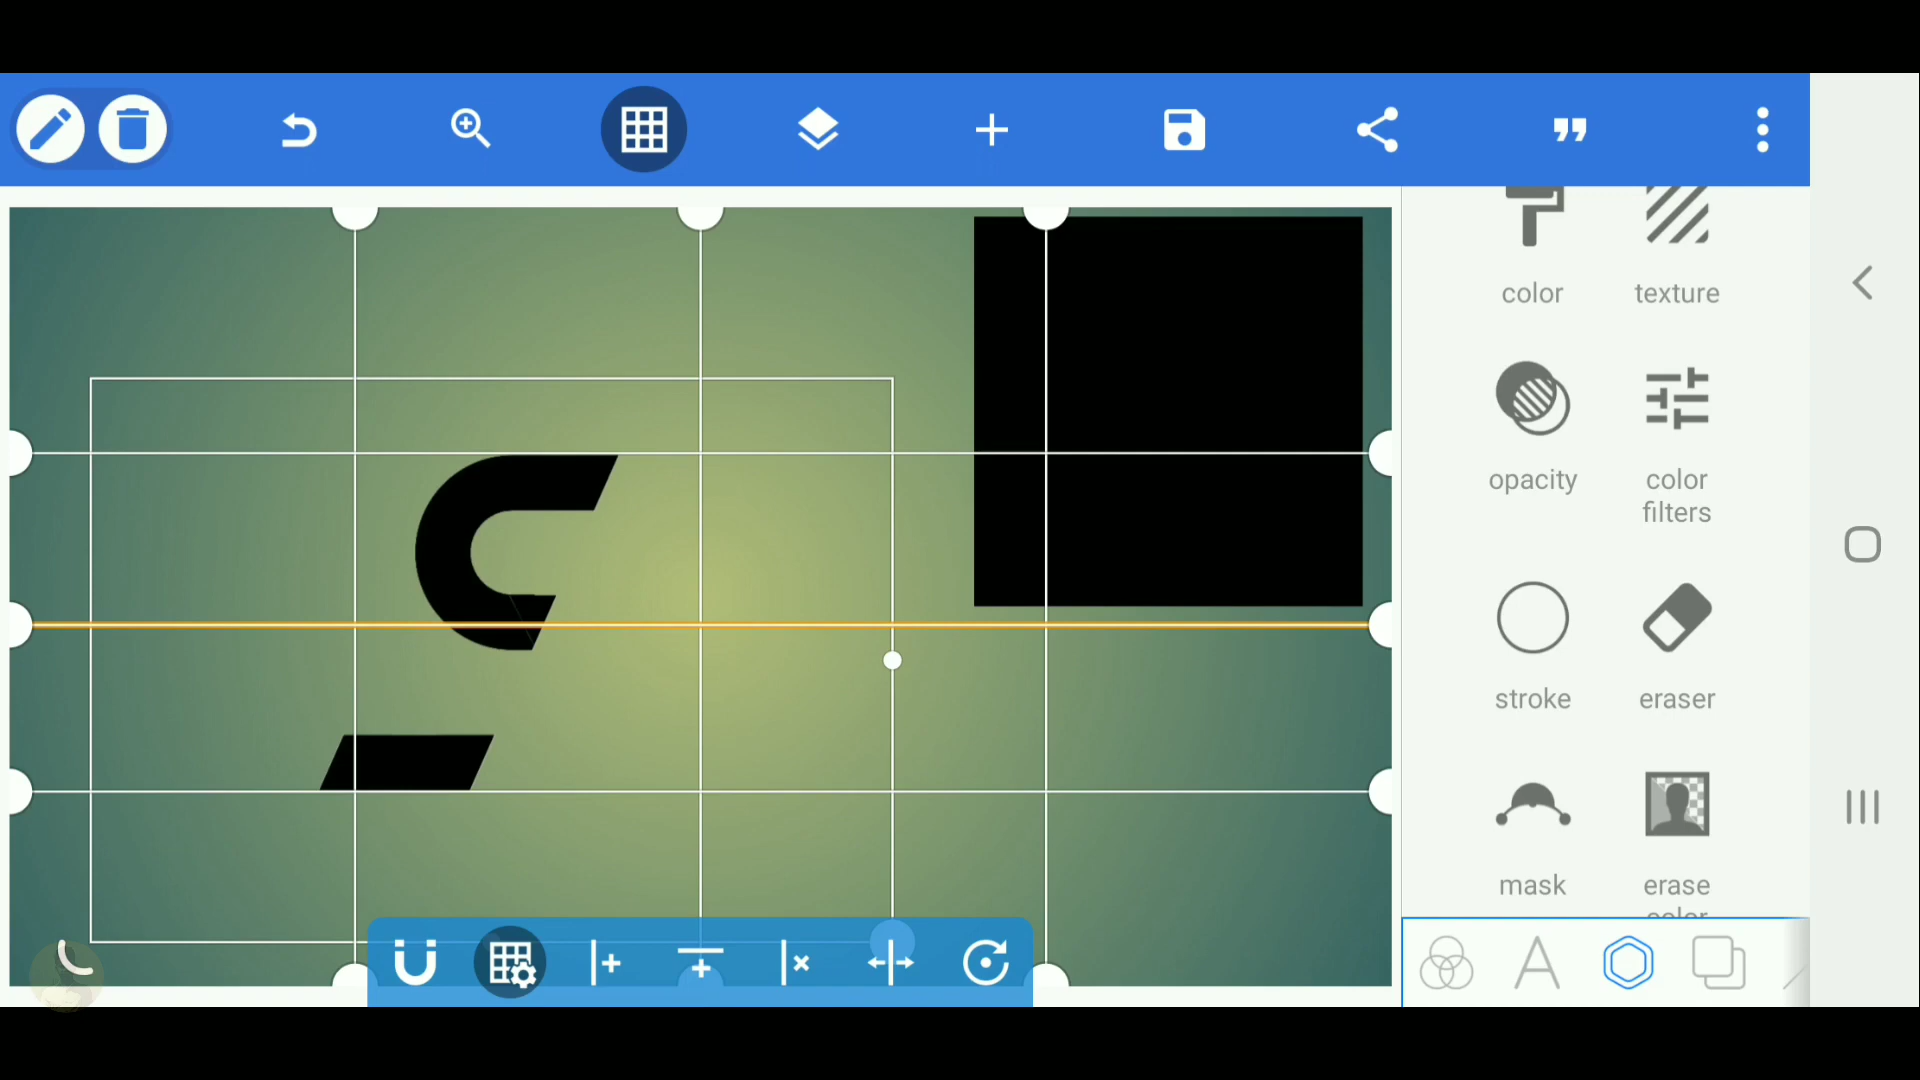 color
texture
opacity
color
filters
stroke
eraser
mask
erase
color